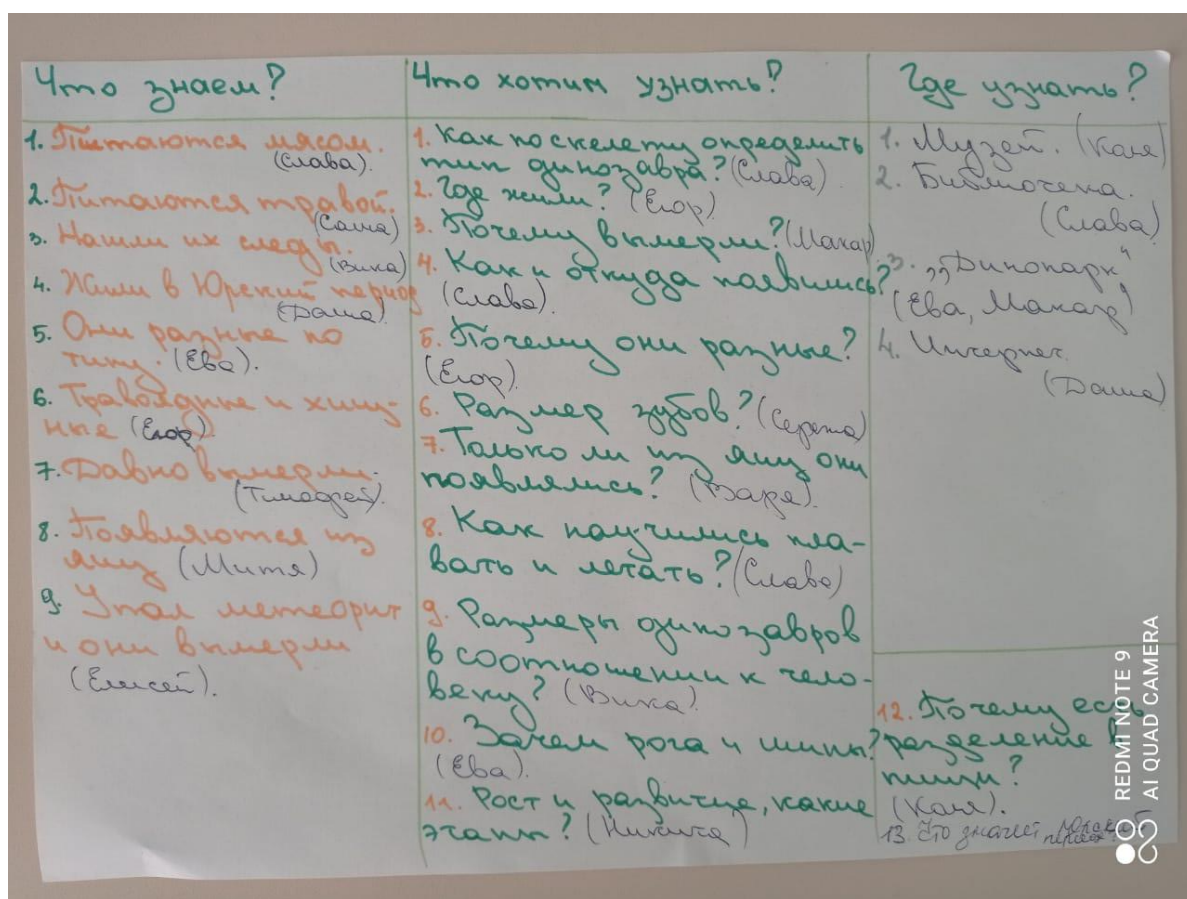 Что знаем?
1. Питаются мясом.
(Слава).
2. Питаются травой.
(Саша)
3. Нашли их следы.
(Вика)
4. Жили в Юрский период
(Даша)
5. Они разные по
типу. (Ева).
6. Травоядные и хищ-
ные (Егор)
7. Давно вымерли.
(Тимофей).
8. Появляются из
яиц (Митя)
9. Упал метеорит
и они вымерли
(Елисей).
Что хотим узнать?
1. Как по скелету определить
тип динозавра? (Слава)
2. Где жили? (Егор)
3. Почему вымерли? (Макар)
4. Как и откуда появились?
(Слава).
5. Почему они разные?
(Егор).
6. Размер зубов? (Сережа)
7. Только ли из яиц они
появлялись? (Варя).
8. Как научились пла-
вать и летать? (Слава)
9. Размеры динозавров
в соотношении к чело-
веку? (Вика)
10. Зачем рога и шипы?
(Ева).
11. Рост и развитие, какие
этапы? (Никита)
Где узнать?
1. Музей. (Коля)
2. Библиотека.
(Слава)
3. „Динопарк"
(Ева, Макар)
4. Интернет
(Даша)
12. Почему есть
разделение в
пищи?
(Коля).
13. Что значит юрский
период
REDMI NOTE 9
AI QUAD CAMERA